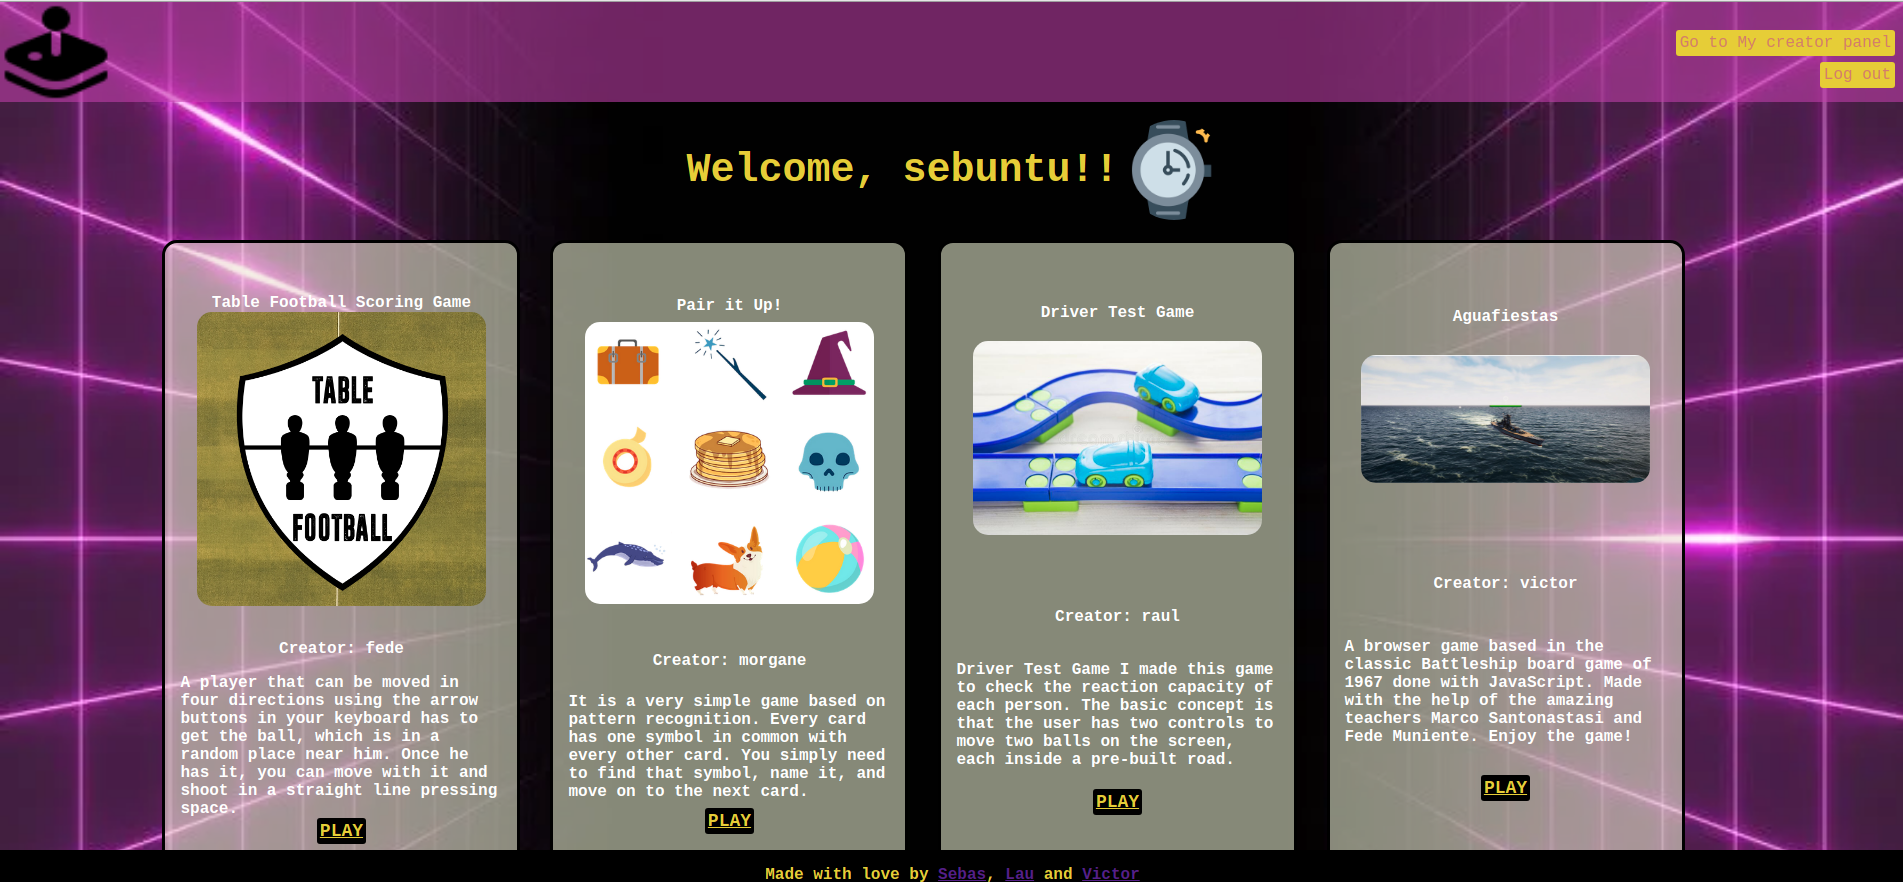 Go to My creator panel
Log out
Welcome, sebuntu!!
Table Football Scoring Game
TABLE
FOOTBALL
Creator: fede
A player that can be moved in
four directions using the arrow
buttons in your keyboard has to
get the ball, which is in a
random place near him. Once he
has it, you can move with it and
shoot in a straight line pressing
space.
PLAY
Pair it Up!
Creator: morgane
It is a very simple game based on
pattern recognition. Every card
has one symbol in common with
every other card. You simply need
to find that symbol, name it, and
move on to the next card.
PLAY
Driver Test Game
Creator: raul
Driver Test Game I made this game
to check the reaction capacity of
each person. The basic concept is
that the user has two controls to
move two balls on the screen,
each inside a pre-built road.
PLAY
Aguafiestas
Creator: victor
A browser game based in the
classic Battleship board game of
1967 done with JavaScript. Made
with the help of the amazing
teachers Marco Santonastasi and
Fede Muniente. Enjoy the game!
PLAY
Made with love by Sebas, Lau and Victor